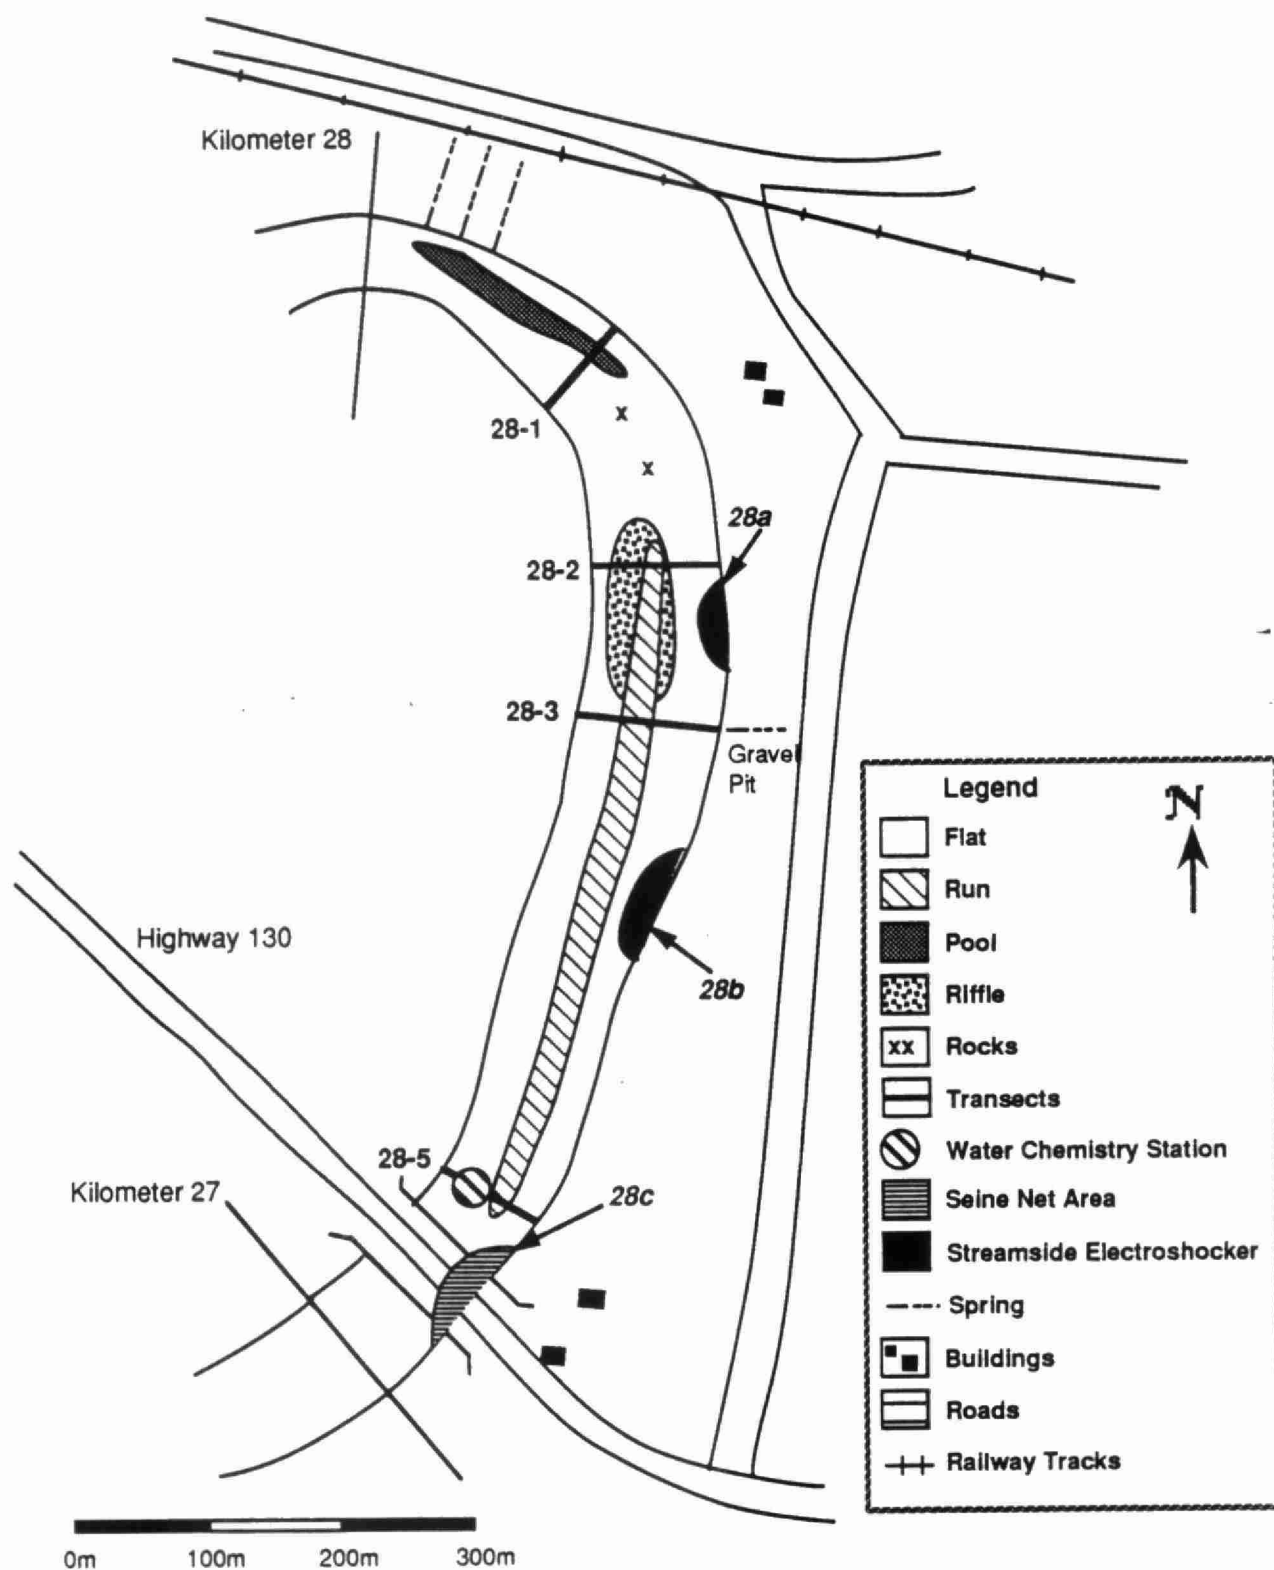 Kilometer 28
28-1
28a
28-2
28-3
Gravel
Pit
Highway 130
28b
28-5
Kilometer 27
28c
Legend
N
Flat
Run
Pool
Riffle
xx Rocks
Transects
Water Chemistry Station
Seine Net Area
Streamside Electroshocker
Spring
Buildings
Roads
Railway Tracks
x
x
0m 100m 200m 300m